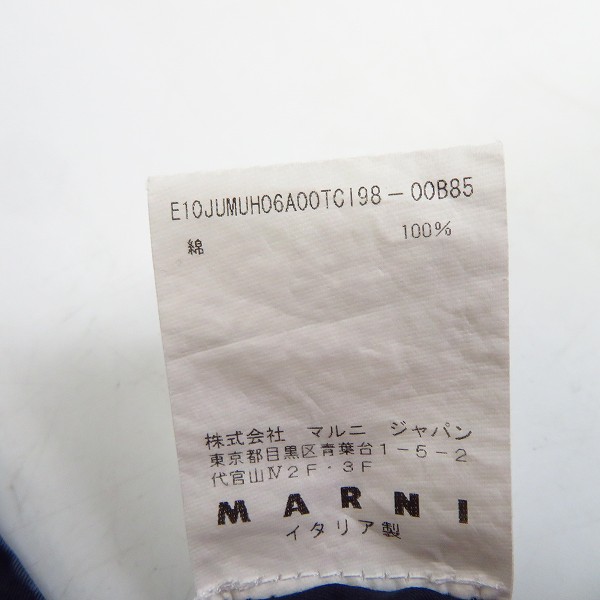 E10JUMUH06A00TCI98-00B85
綿 100%
株式会社 マルニ ジャパン
東京都目黒区青葉台1-5-2
代官山Ⅳ2F・3F
MARNI
イタリア製